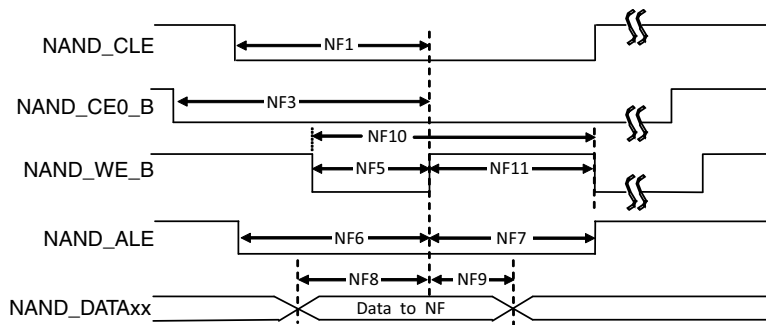 NAND_CLE
NF1
NAND_CE0_B
NF3
NF10
NAND_WE_B
NF5
NF11
NAND_ALE
NF6
NF7
NF8
NF9
NAND_DATAxx
Data to NF